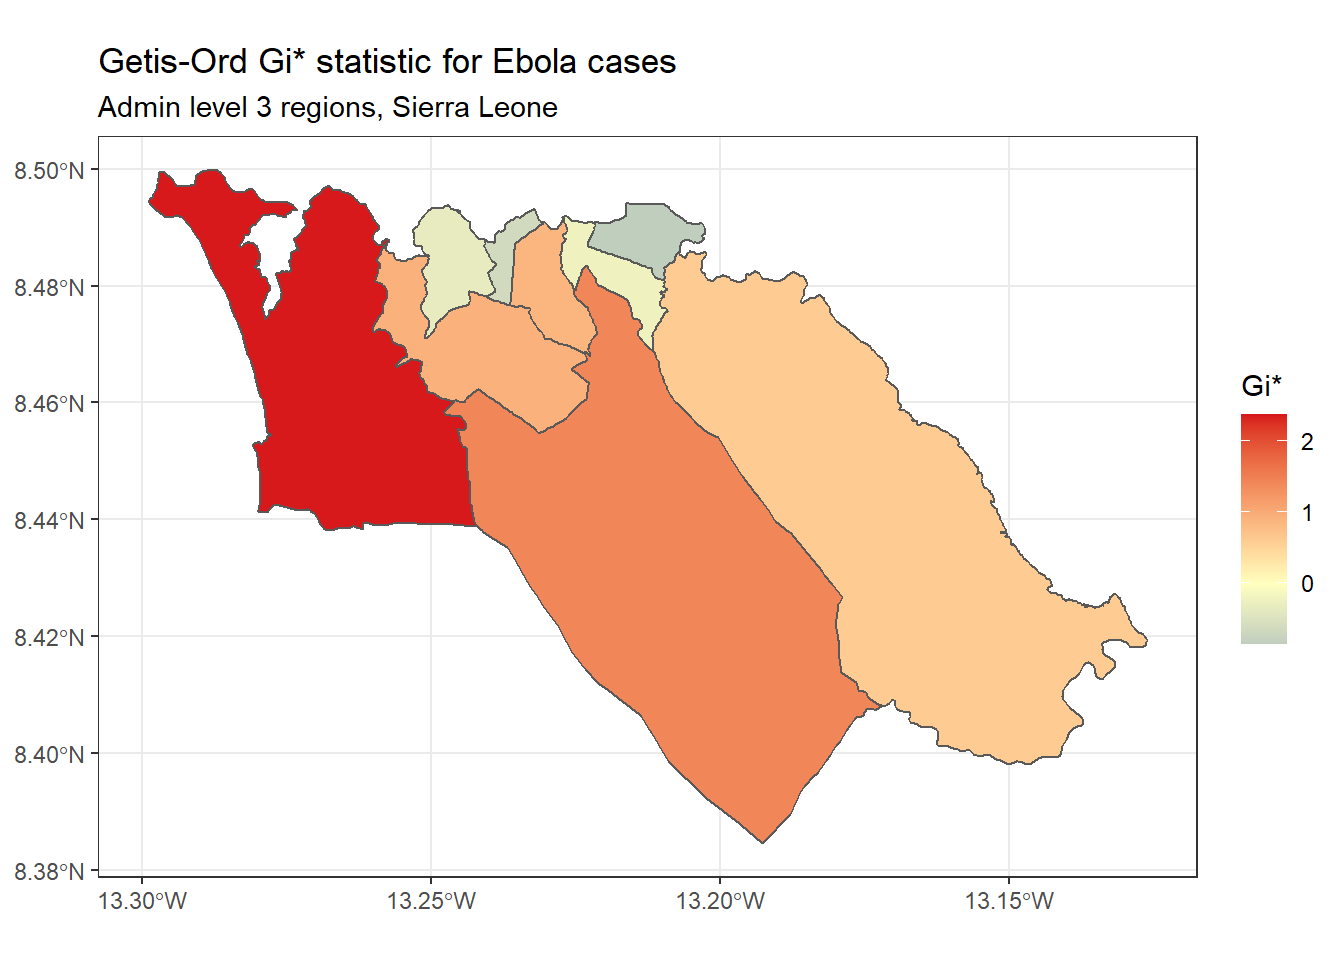 Getis-Ord Gi* statistic for Ebola cases
Admin level 3 regions, Sierra Leone
8.50°N
8.48°N
8.46°N
8.44°N
8.42°N
8.40°N
8.38°N
13.30°W
13.25°W
13.20°W
13.15°W
Gi*
2
1
0